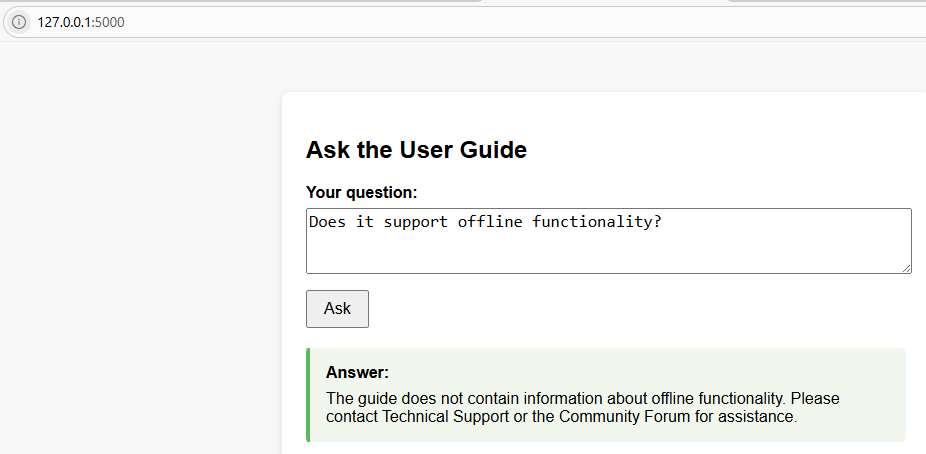 127.0.0.1:5000
Ask the User Guide
Your question:
Does it support offline functionality?
Ask
Answer:
The guide does not contain information about offline functionality. Please
contact Technical Support or the Community Forum for assistance.